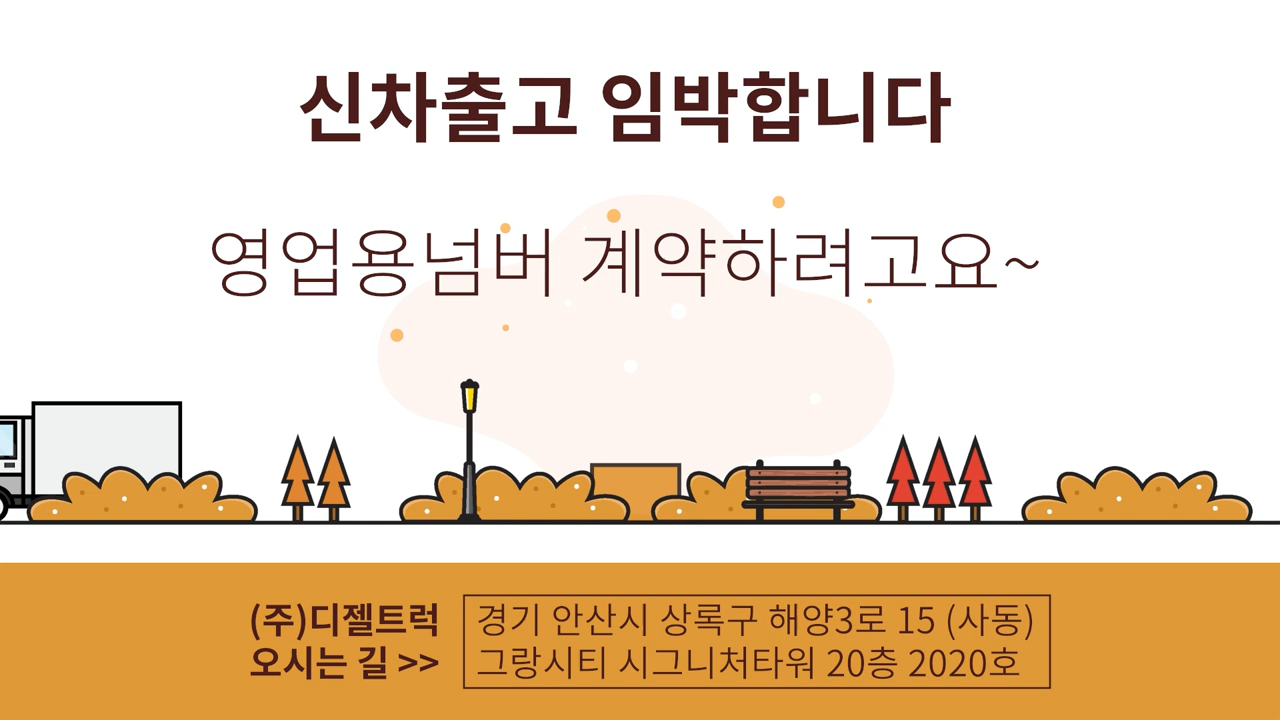 신차출고 임박합니다
영업용넘버 계약하려고요~
(주)디젤트럭
오시는 길 >>
경기 안산시 상록구 해양3로 15 (사동)
그랑시티 시그니처타워 20층 2020호